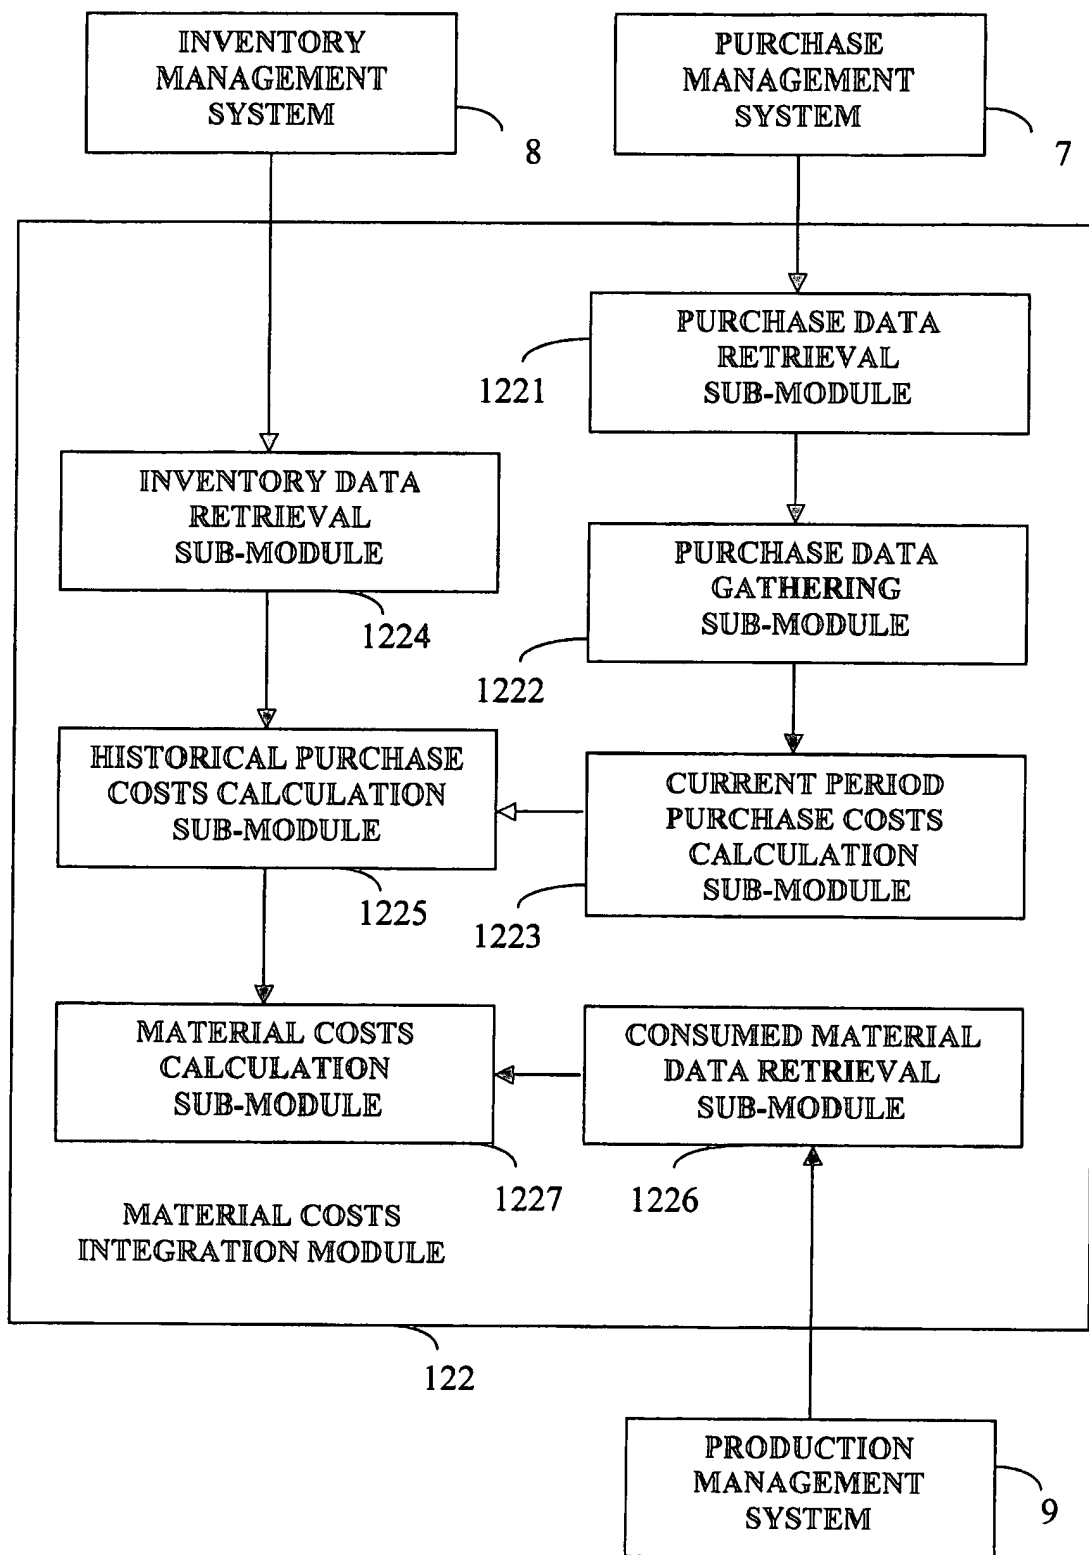 INVENTORY
MANAGEMENT
SYSTEM
8
PURCHASE
MANAGEMENT
SYSTEM
7
PURCHASE DATA
RETRIEVAL
SUB-MODULE
1221
INVENTORY DATA
RETRIEVAL
SUB-MODULE
1224
PURCHASE DATA
GATHERING
SUB-MODULE
1222
HISTORICAL PURCHASE
COSTS CALCULATION
SUB-MODULE
1225
CURRENT PERIOD
PURCHASE COSTS
CALCULATION
SUB-MODULE
1223
MATERIAL COSTS
CALCULATION
SUB-MODULE
1227
CONSUMED MATERIAL
DATA RETRIEVAL
SUB-MODULE
1226
MATERIAL COSTS
INTEGRATION MODULE
122
PRODUCTION
MANAGEMENT
SYSTEM
9